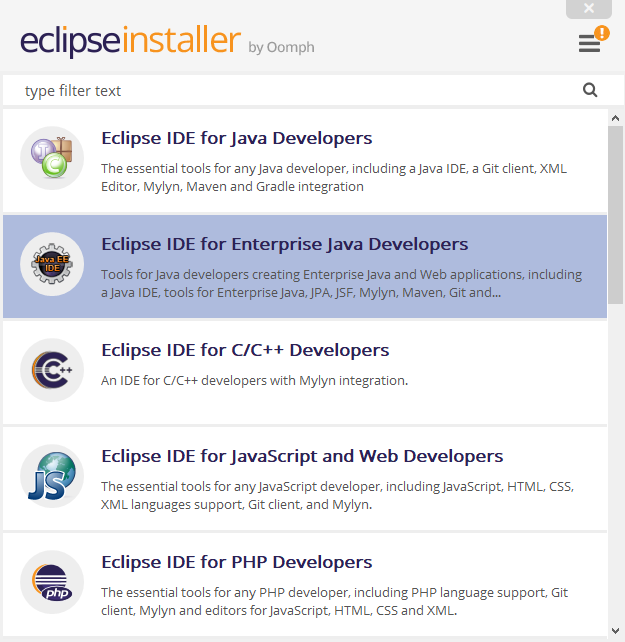 eclipseinstaller by Oomph
!
type filter text
Eclipse IDE for Java Developers
The essential tools for any Java developer, including a Java IDE, a Git client, XML
Editor, Mylyn, Maven and Gradle integration
J
C
Eclipse IDE for Enterprise Java Developers
Java EE
IDE
Tools for Java developers creating Enterprise Java and Web applications, including
a Java IDE, tools for Enterprise Java, JPA, JSF, Mylyn, Maven, Git and...
Eclipse IDE for C/C++ Developers
C++
An IDE for C/C++ developers with Mylyn integration.
Eclipse IDE for JavaScript and Web Developers
JS
The essential tools for any JavaScript developer, including JavaScript, HTML, CSS,
XML languages support, Git client, and Mylyn.
Eclipse IDE for PHP Developers
php
The essential tools for any PHP developer, including PHP language support, Git
client, Mylyn and editors for JavaScript, HTML, CSS and XML.